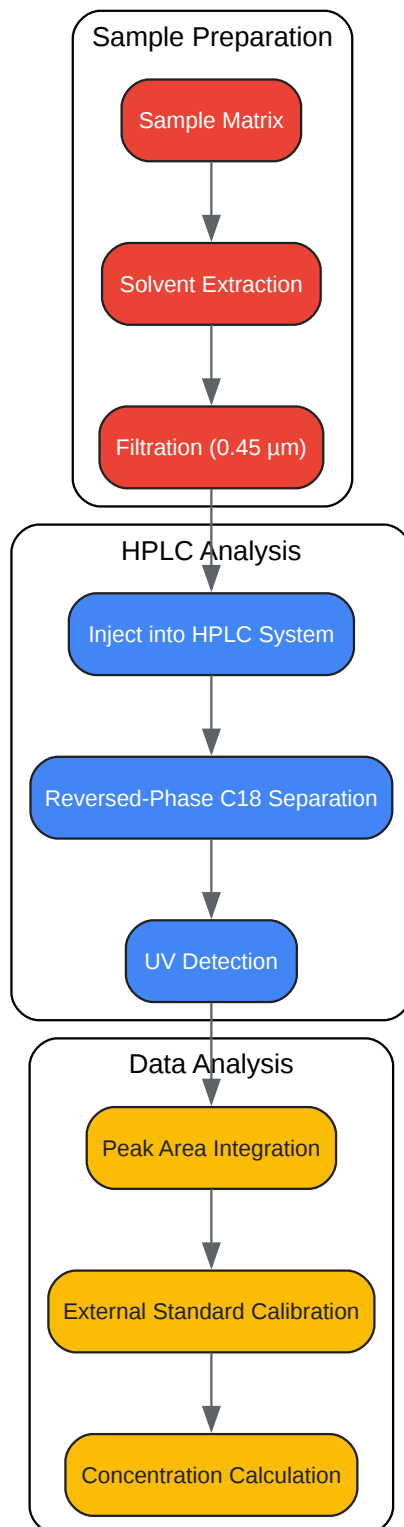 Sample Preparation
Sample Matrix
Solvent Extraction
Filtration (0.45 µm)
HPLC Analysis
Inject into HPLC System
Reversed-Phase C18 Separation
UV Detection
Data Analysis
Peak Area Integration
External Standard Calibration
Concentration Calculation